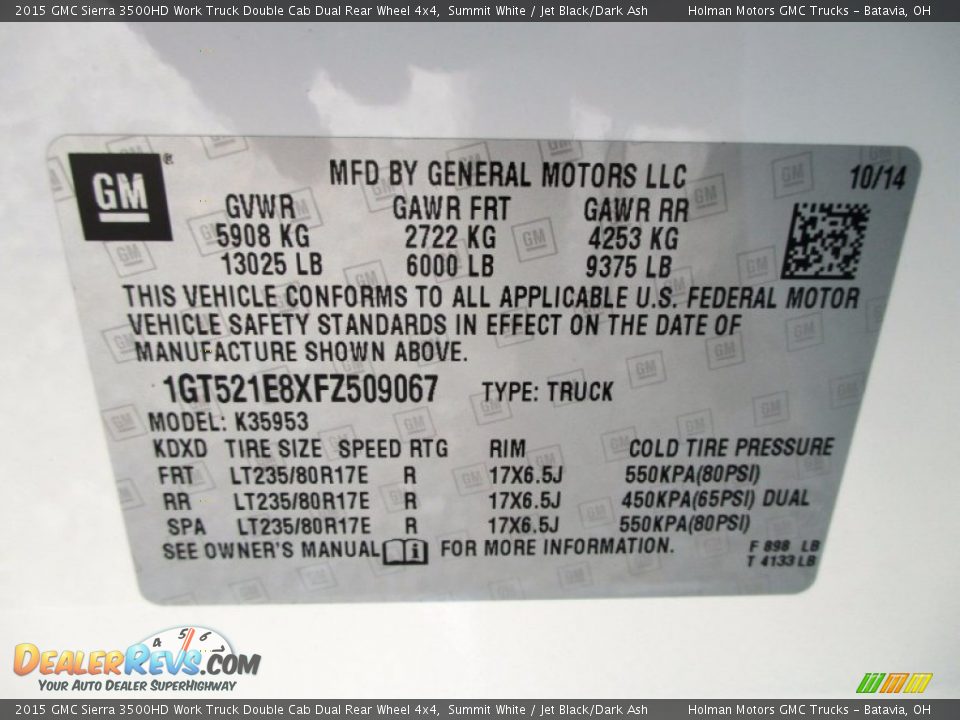 2015 GMC Sierra 3500HD Work Truck Double Cab Dual Rear Wheel 4x4, Summit White / Jet Black/Dark Ash Holman Motors GMC Trucks - Batavia, OH
GM ®
MFD BY GENERAL MOTORS LLC 10/14
GVWR GAWR FRT GAWR RR
5908 KG 2722 KG 4253 KG
13025 LB 6000 LB 9375 LB
THIS VEHICLE CONFORMS TO ALL APPLICABLE U.S. FEDERAL MOTOR
VEHICLE SAFETY STANDARDS IN EFFECT ON THE DATE OF
MANUFACTURE SHOWN ABOVE.
1GT521E8XFZ509067 TYPE: TRUCK
MODEL: K35953
KDXD TIRE SIZE SPEED RTG RIM COLD TIRE PRESSURE
FRT LT235/80R17E R 17X6.5J 550KPA(80PSI)
RR LT235/80R17E R 17X6.5J 450KPA(65PSI) DUAL
SPA LT235/80R17E R 17X6.5J 550KPA(80PSI)
SEE OWNER'S MANUAL i FOR MORE INFORMATION.
F 898 LB
T 4133 LB
4 5 6
DEALERREVS.COM
YOUR AUTO DEALER SUPERHIGHWAY
2015 GMC Sierra 3500HD Work Truck Double Cab Dual Rear Wheel 4x4, Summit White / Jet Black/Dark Ash Holman Motors GMC Trucks - Batavia, OH